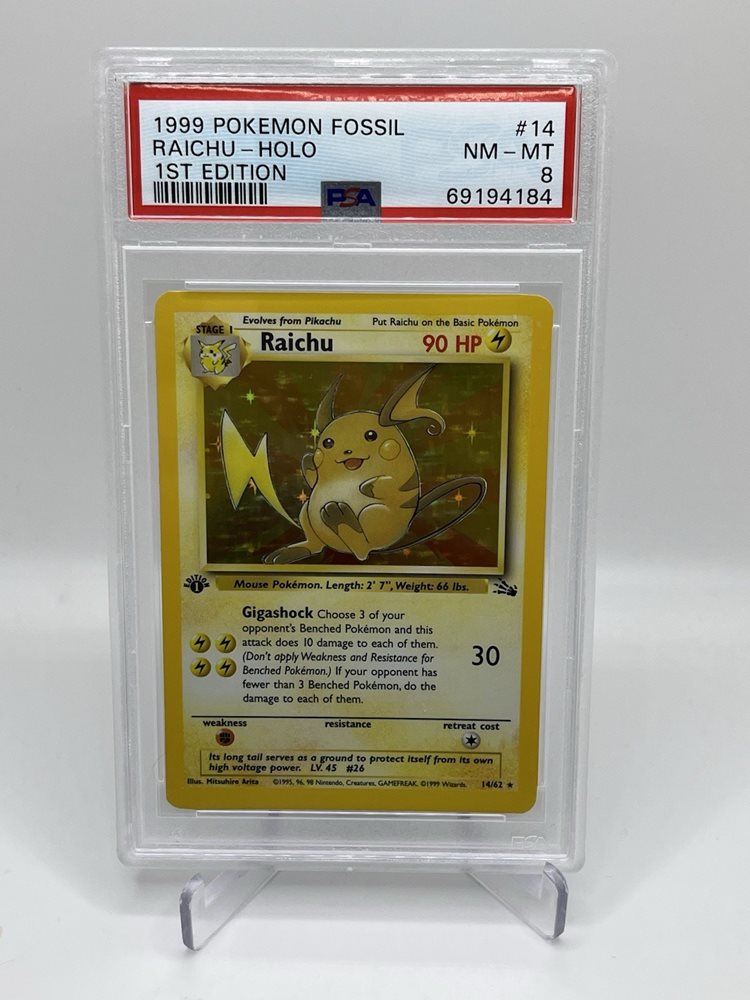 1999 POKEMON FOSSIL #14
RAICHU - HOLO NM - MT
1ST EDITION 8
PSA 69194184
Evolves from Pikachu Put Raichu on the Basic Pokémon
STAGE 1 Raichu 90 HP
EDITION 1
Mouse Pokémon. Length: 2' 7", Weight: 66 lbs.
Gigashock Choose 3 of your
opponent's Benched Pokémon and this
attack does 10 damage to each of them.
(Don't apply Weakness and Resistance for
Benched Pokémon.) If your opponent has
fewer than 3 Benched Pokémon, do the
damage to each of them.
30
weakness resistance retreat cost
Its long tail serves as a ground to protect itself from its own
high voltage power. LV. 45 #26
Illus. Mitsuhiro Arita ©1995, 96, 98 Nintendo, Creatures, GAMEFREAK. ©1999 Wizards. 14/62 ★
PSA